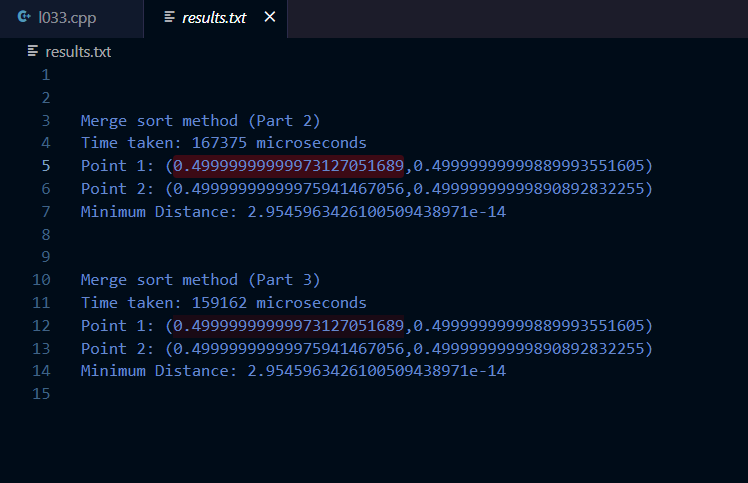 l033.cpp
results.txt
results.txt
1
2
3 Merge sort method (Part 2)
4 Time taken: 167375 microseconds
5 Point 1: (0.49999999999973127051689,0.49999999999889993551605)
6 Point 2: (0.49999999999975941467056,0.49999999999890892832255)
7 Minimum Distance: 2.9545963426100509438971e-14
8
9
10 Merge sort method (Part 3)
11 Time taken: 159162 microseconds
12 Point 1: (0.49999999999973127051689,0.49999999999889993551605)
13 Point 2: (0.49999999999975941467056,0.49999999999890892832255)
14 Minimum Distance: 2.9545963426100509438971e-14
15